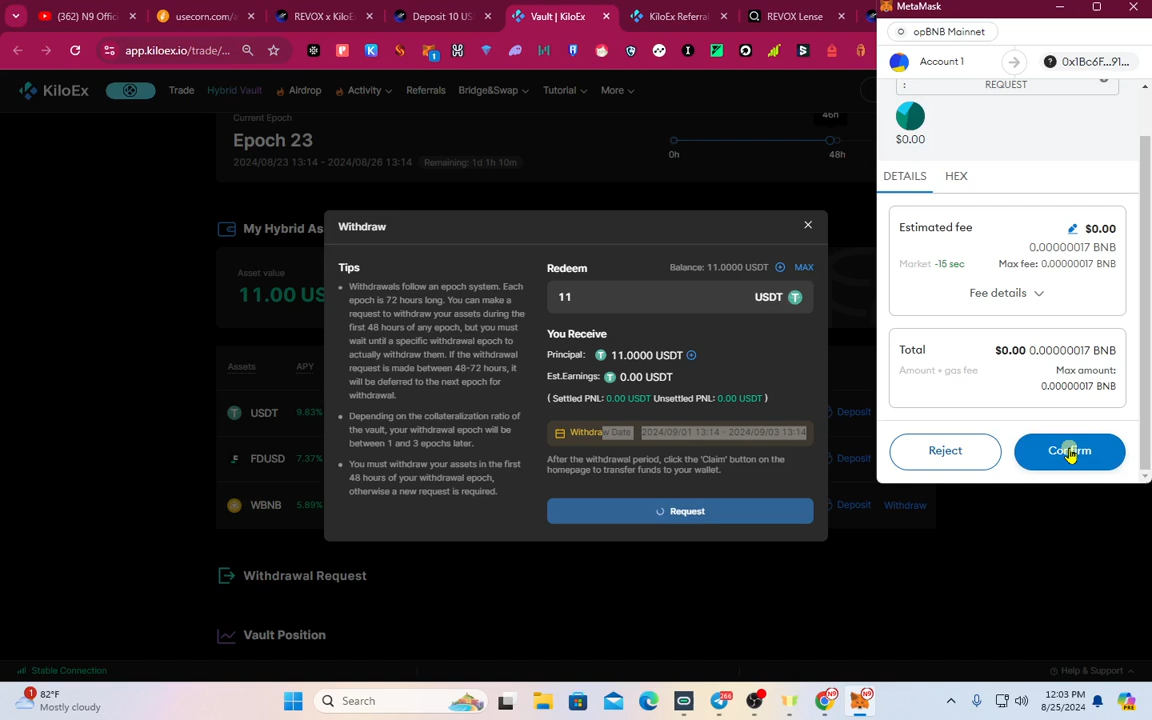 (362) N9 Offic
usecorn.com/a
REVOX x KiloE
Deposit 10 US
Vault | KiloEx
KiloEx Referral
REVOX Lense
MetaMask
app.kiloex.io/trade/...
opBNB Mainnet
Account 1
0x1Bc6F...91...
KiloEx
Trade
Hybrid Vault
Airdrop
Activity
Referrals
Bridge&Swap
Tutorial
More
:
REQUEST
$0.00
Current Epoch
46h
Epoch 23
0h
48h
2024/08/23 13:14 - 2024/08/26 13:14
Remaining: 1d 1h 10m
DETAILS
HEX
My Hybrid As
Withdraw
Estimated fee
$0.00
0.00000017 BNB
Market -15 sec
Max fee: 0.00000017 BNB
Fee details
Tips
Withdrawals follow an epoch system. Each
epoch is 72 hours long. You can make a
request to withdraw your assets during the
first 48 hours of any epoch, but you must
wait until a specific withdrawal epoch to
actually withdraw them. If the withdrawal
request is made between 48-72 hours, it
will be deferred to the next epoch for
withdrawal.
Depending on the collateralization ratio of
the vault, your withdrawal epoch will be
between 1 and 3 epochs later.
You must withdraw your assets in the first
48 hours of your withdrawal epoch,
otherwise a new request is required.
Redeem
Balance: 11.0000 USDT
MAX
11
USDT
You Receive
Principal:
11.0000 USDT
Est.Earnings:
0.00 USDT
( Settled PNL: 0.00 USDT Unsettled PNL: 0.00 USDT )
Withdraw Date
2024/09/01 13:14 - 2024/09/03 13:14
After the withdrawal period, click the 'Claim' button on the
homepage to transfer funds to your wallet.
Request
Asset value
11.00 US
Assets
APY
USDT
9.83%
Deposit
FDUSD
7.37%
Deposit
WBNB
5.89%
Deposit
Withdraw
Total
$0.00 0.00000017 BNB
Amount + gas fee
Max amount:
0.00000017 BNB
Reject
Confirm
Withdrawal Request
Vault Position
Stable Connection
Help & Support
82°F
Mostly cloudy
Search
266
N9
N9
12:03 PM
8/25/2024